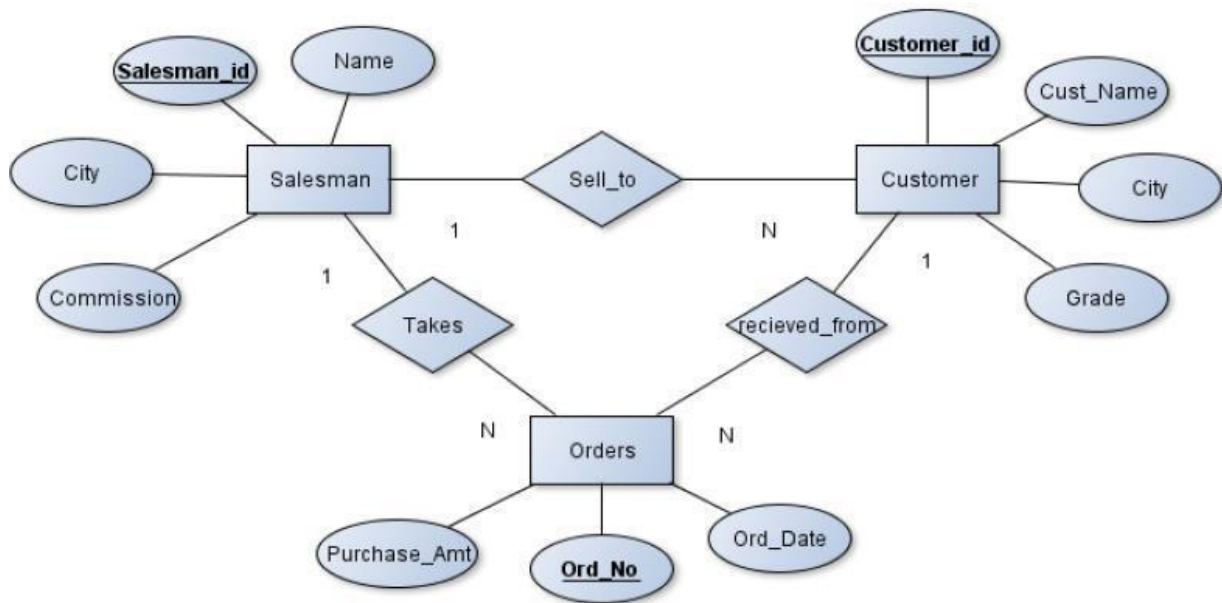 Salesman_id
Name
Customer_id
Cust_Name
City
Salesman
Sell_to
Customer
City
1
N
1
1
Commission
Grade
Takes
recieved_from
N
N
Orders
Purchase_Amt
Ord_No
Ord_Date